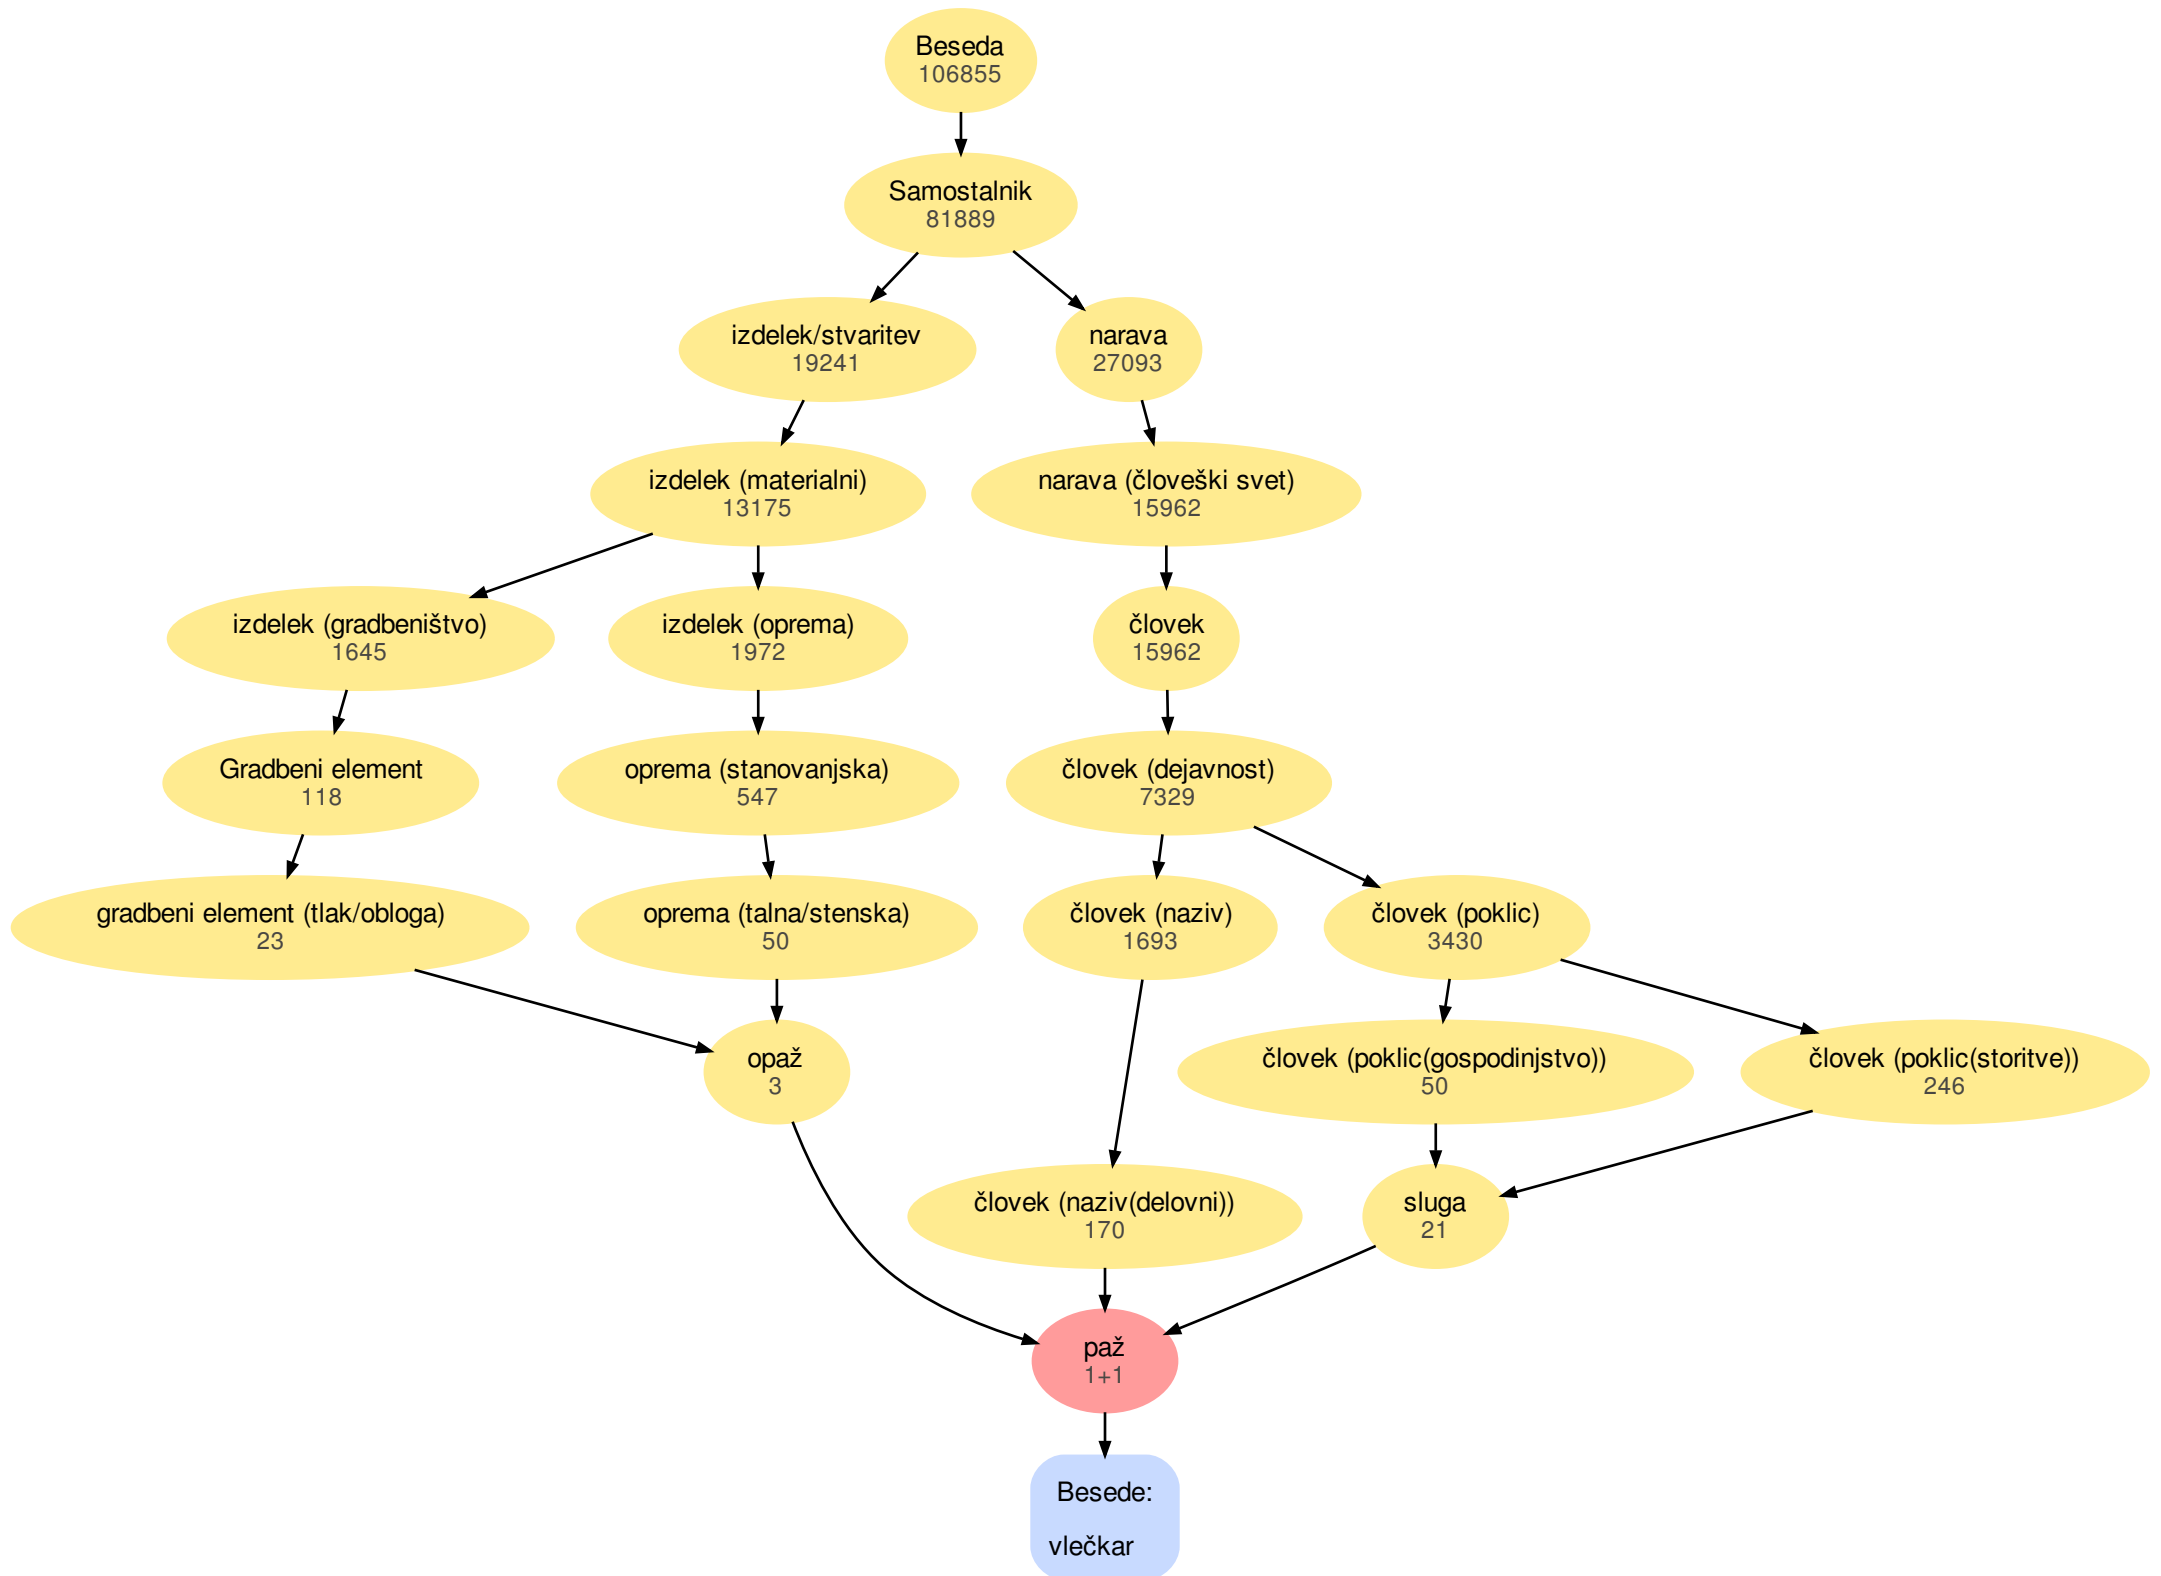 Beseda
106855
Samostalnik
81889
izdelek/stvaritev
19241
narava
27093
izdelek (materialni)
13175
narava (človeški svet)
15962
izdelek (gradbeništvo)
1645
izdelek (oprema)
1972
človek
15962
Gradbeni element
118
oprema (stanovanjska)
547
človek (dejavnost)
7329
gradbeni element (tlak/obloga)
23
oprema (talna/stenska)
50
človek (naziv)
1693
človek (poklic)
3430
opaž
3
človek (poklic(gospodinjstvo))
50
človek (poklic(storitve))
246
človek (naziv(delovni))
170
sluga
21
paž
1+1
Besede:
vlečkar